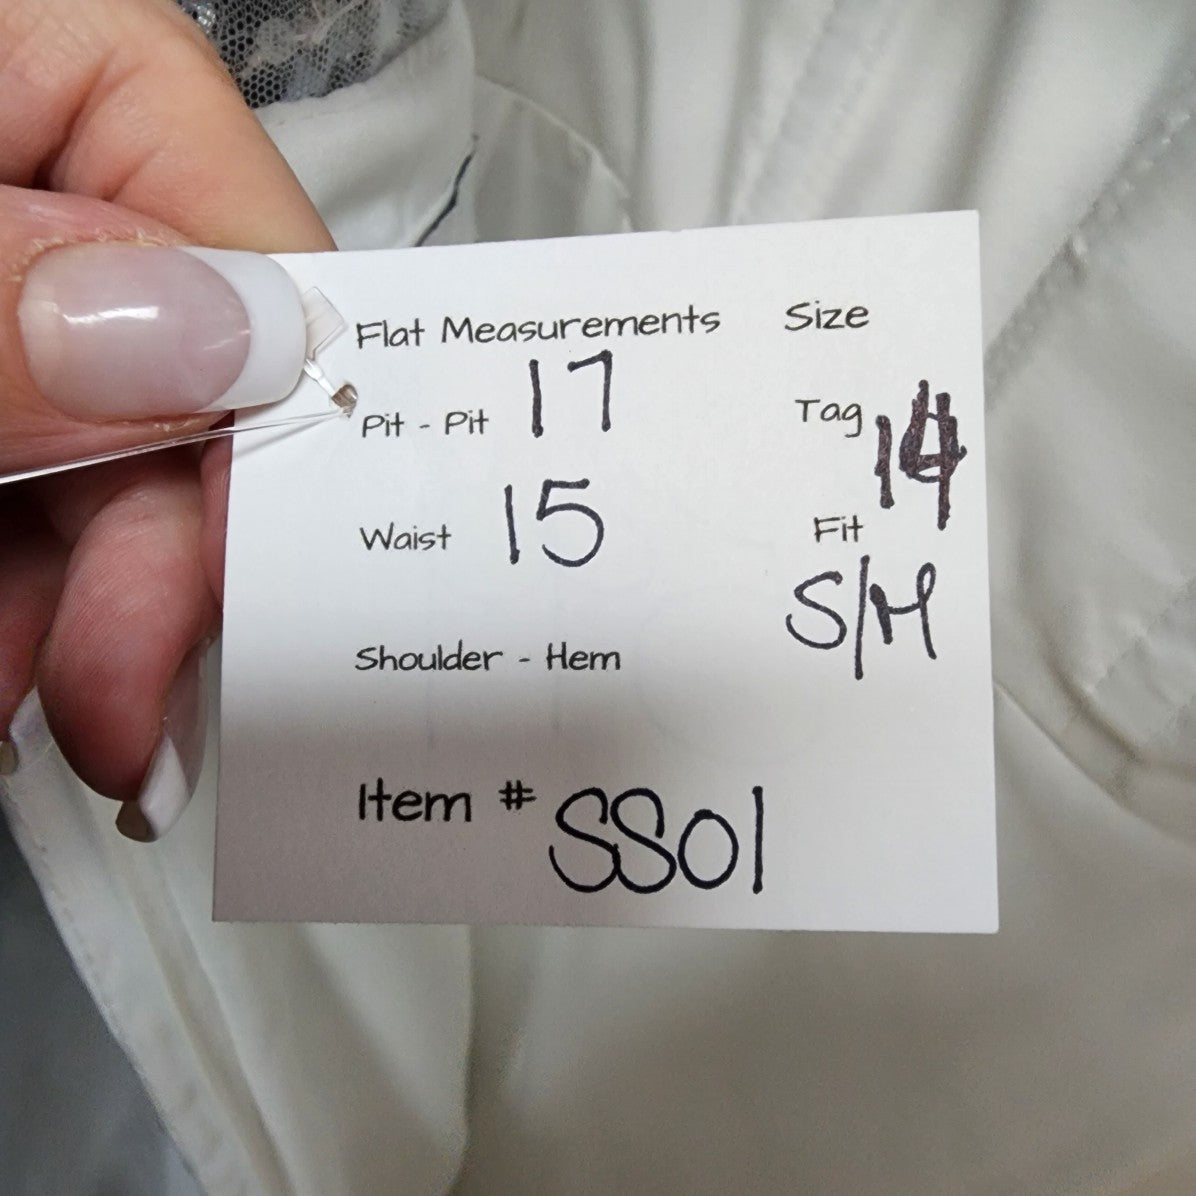 Flat Measurements
Size
Pit - Pit 17
Tag 14
Waist 15
Fit
S/M
Shoulder - Hem
Item # SS01